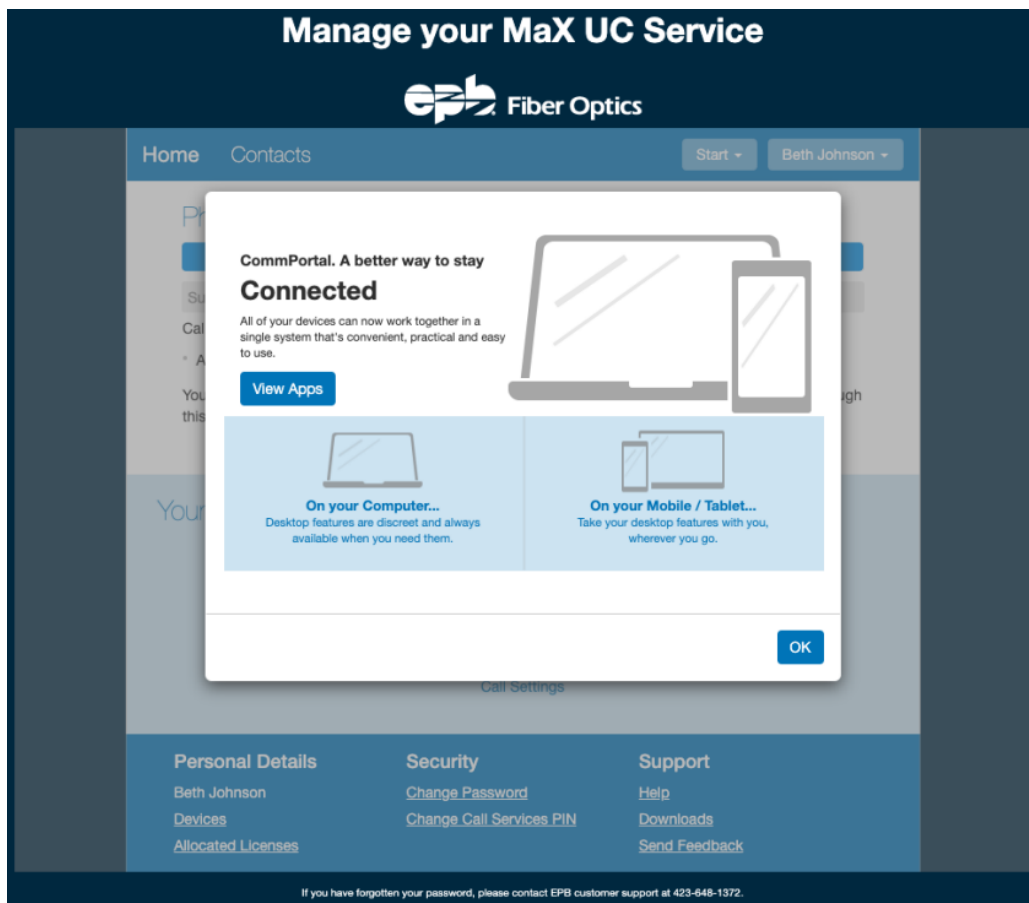 Manage your MaX UC Service
epb Fiber Optics
Home Contacts Start Beth Johnson
CommPortal. A better way to stay
Connected
All of your devices can now work together in a
single system that's convenient, practical and easy
to use.
View Apps
On your Computer...
Desktop features are discreet and always
available when you need them.
On your Mobile / Tablet...
Take your desktop features with you,
wherever you go.
OK
Your
Call Settings
Personal Details
Beth Johnson
Devices
Allocated Licenses
Security
Change Password
Change Call Services PIN
Support
Help
Downloads
Send Feedback
If you have forgotten your password, please contact EPB customer support at 423-648-1372.